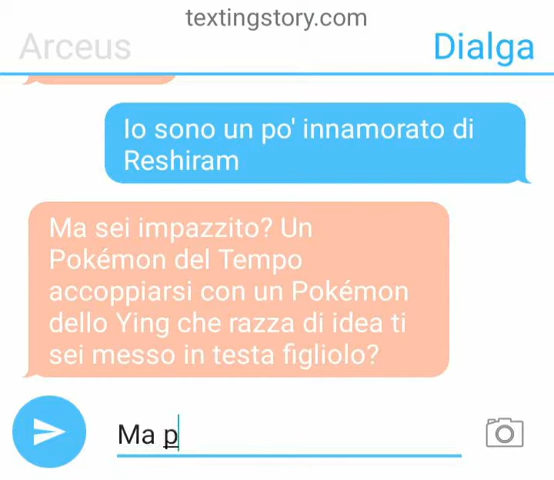 textingstory.com
Arceus
Dialga
Io sono un po' innamorato di
Reshiram
Ma sei impazzito? Un
Pokémon del Tempo
accoppiarsi con un Pokémon
dello Ying che razza di idea ti
sei messo in testa figliolo?
Ma p